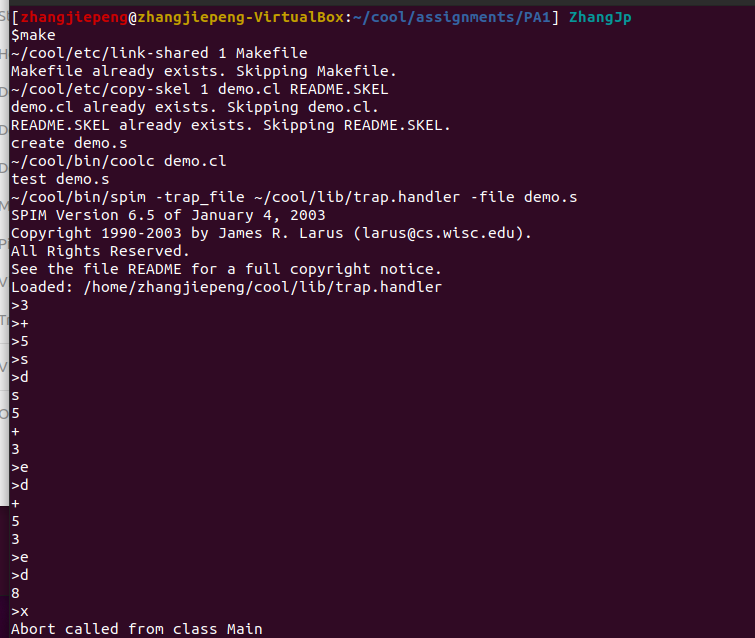 [zhangjiepeng@zhangjiepeng-VirtualBox:~/cool/assignments/PA1] ZhangJp
$make
~/cool/etc/link-shared 1 Makefile
Makefile already exists. Skipping Makefile.
~/cool/etc/copy-skel 1 demo.cl README.SKEL
demo.cl already exists. Skipping demo.cl.
README.SKEL already exists. Skipping README.SKEL.
create demo.s
~/cool/bin/coolc demo.cl
test demo.s
~/cool/bin/spim -trap_file ~/cool/lib/trap.handler -file demo.s
SPIM Version 6.5 of January 4, 2003
Copyright 1990-2003 by James R. Larus (larus@cs.wisc.edu).
All Rights Reserved.
See the file README for a full copyright notice.
Loaded: /home/zhangjiepeng/cool/lib/trap.handler
>3
>+
>5
>s
>d
s
5
+
3
>e
>d
+
5
3
>e
>d
8
>x
Abort called from class Main